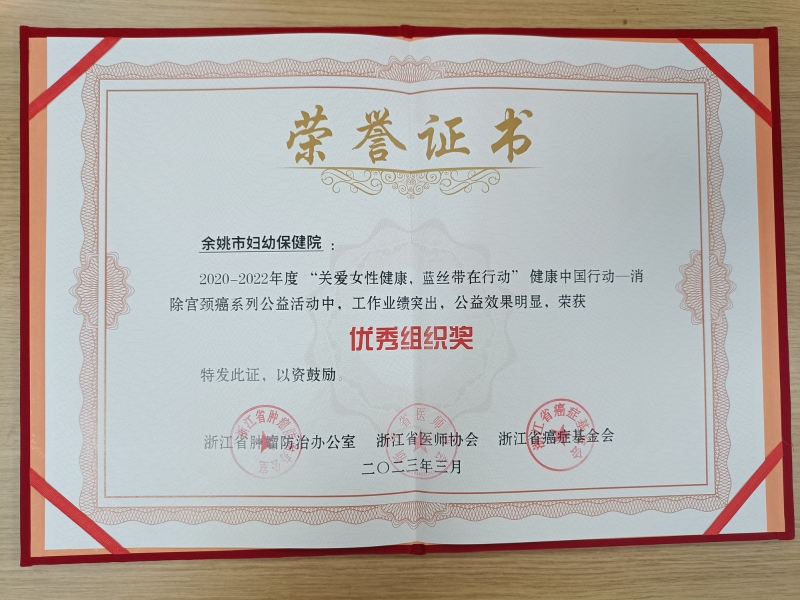 荣誉证书
余姚市妇幼保健院：
2020-2022年度“关爱女性健康，蓝丝带在行动”健康中国行动—消
除宫颈癌系列公益活动中，工作业绩突出，公益效果明显，荣获
优秀组织奖
特发此证，以资鼓励。
浙江省肿瘤防治办公室 浙江省医师协会 浙江省癌症基金会
二〇二三年三月